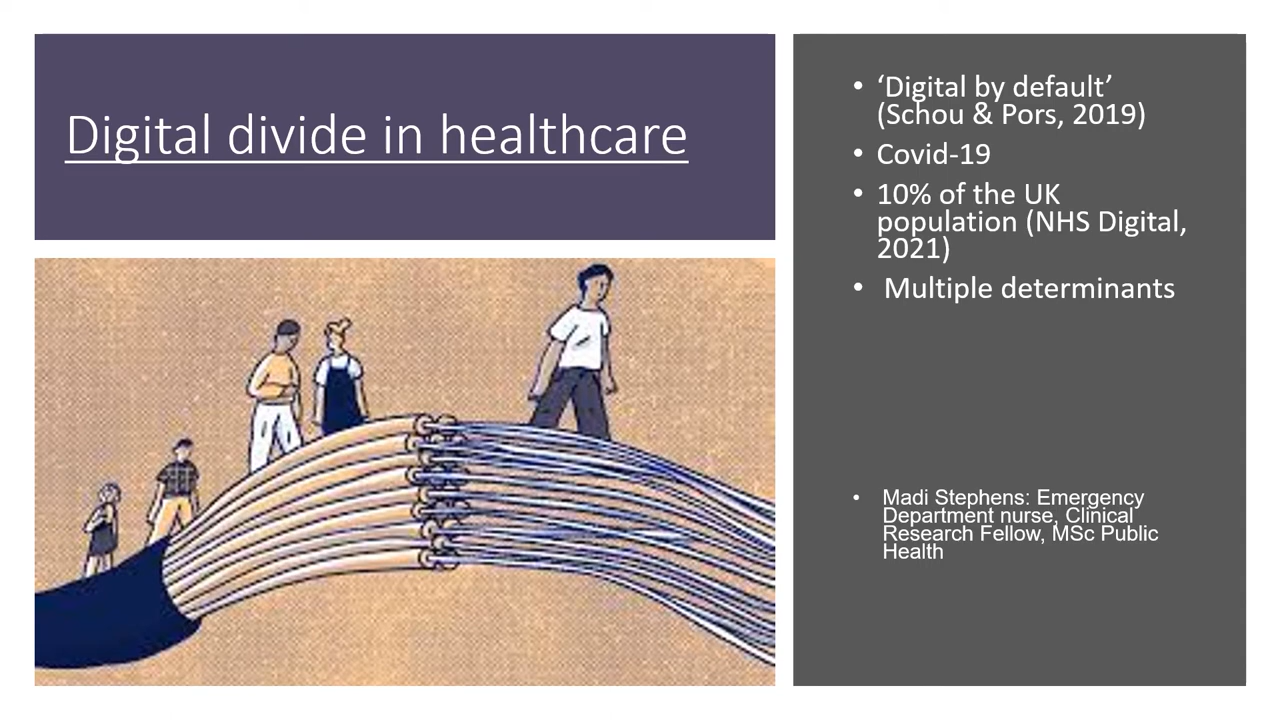 Digital divide in healthcare
• ‘Digital by default’
(Schou & Pors, 2019)
• Covid-19
• 10% of the UK
population (NHS Digital,
2021)
• Multiple determinants
• Madi Stephens: Emergency
Department nurse, Clinical
Research Fellow, MSc Public
Health